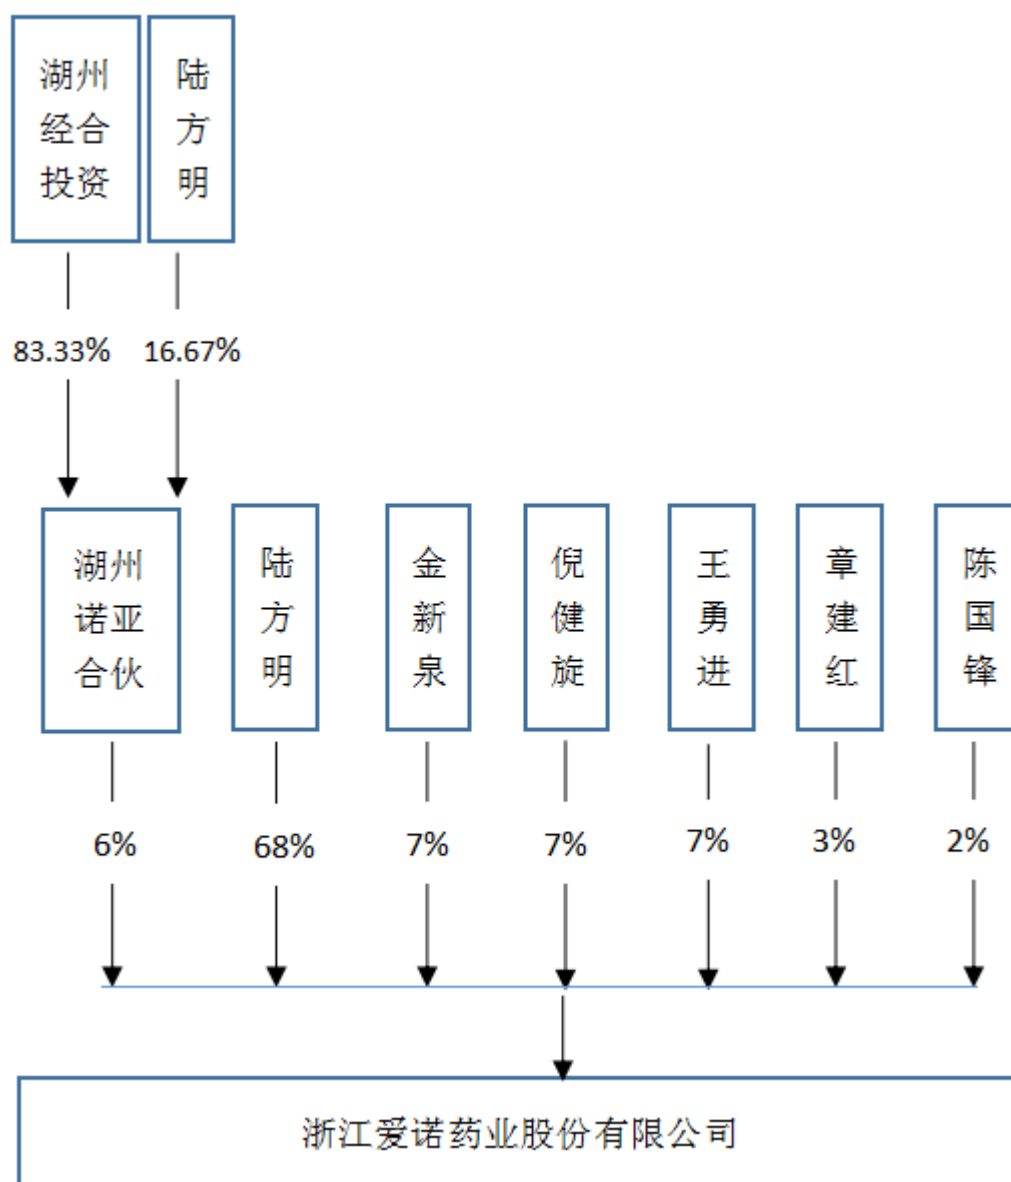 湖州
经合
投资
陆
方
明
83.33%
16.67%
湖州
诺亚
合伙
陆
方
明
金
新
泉
倪
健
旋
王
勇
进
章
建
红
陈
国
锋
6%
68%
7%
7%
7%
3%
2%
浙江爱诺药业股份有限公司